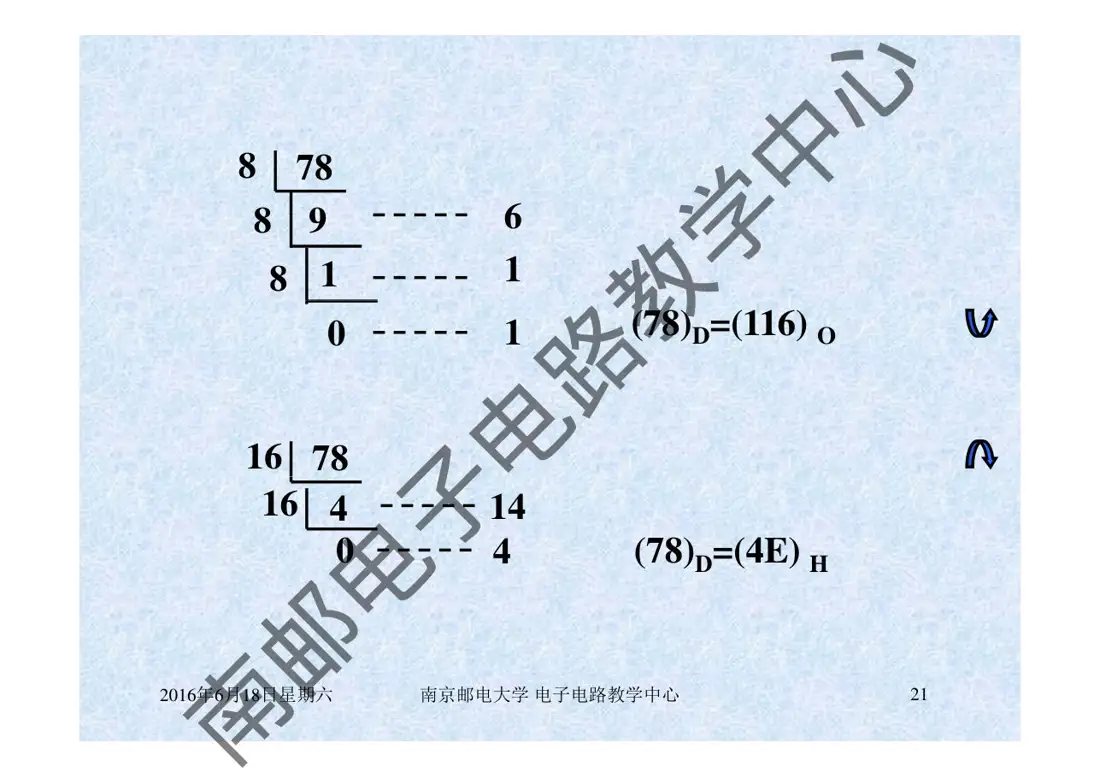 8 78
8 9 ----- 6
8 1 ----- 1
0 ----- 1
(78)D=(116) O
16 78
16 4 ----- 14
0 ----- 4
(78)D=(4E) H
南邮电子电路教学中心
2016年6月18日星期六
南京邮电大学 电子电路教学中心
21